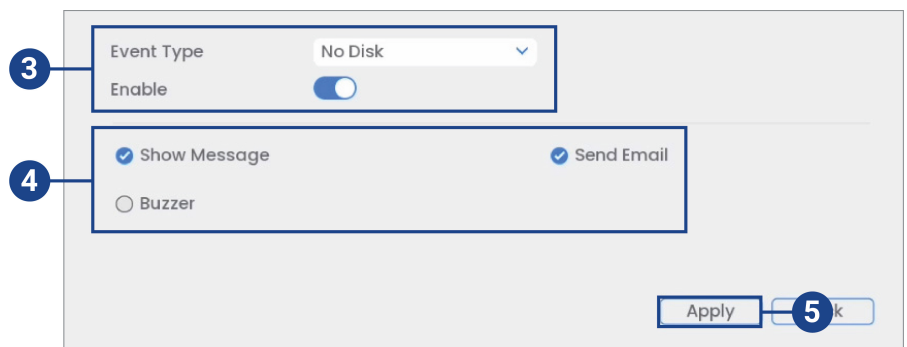 3
Event Type No Disk
Enable
4
Show Message Send Email
Buzzer
Apply 5 k